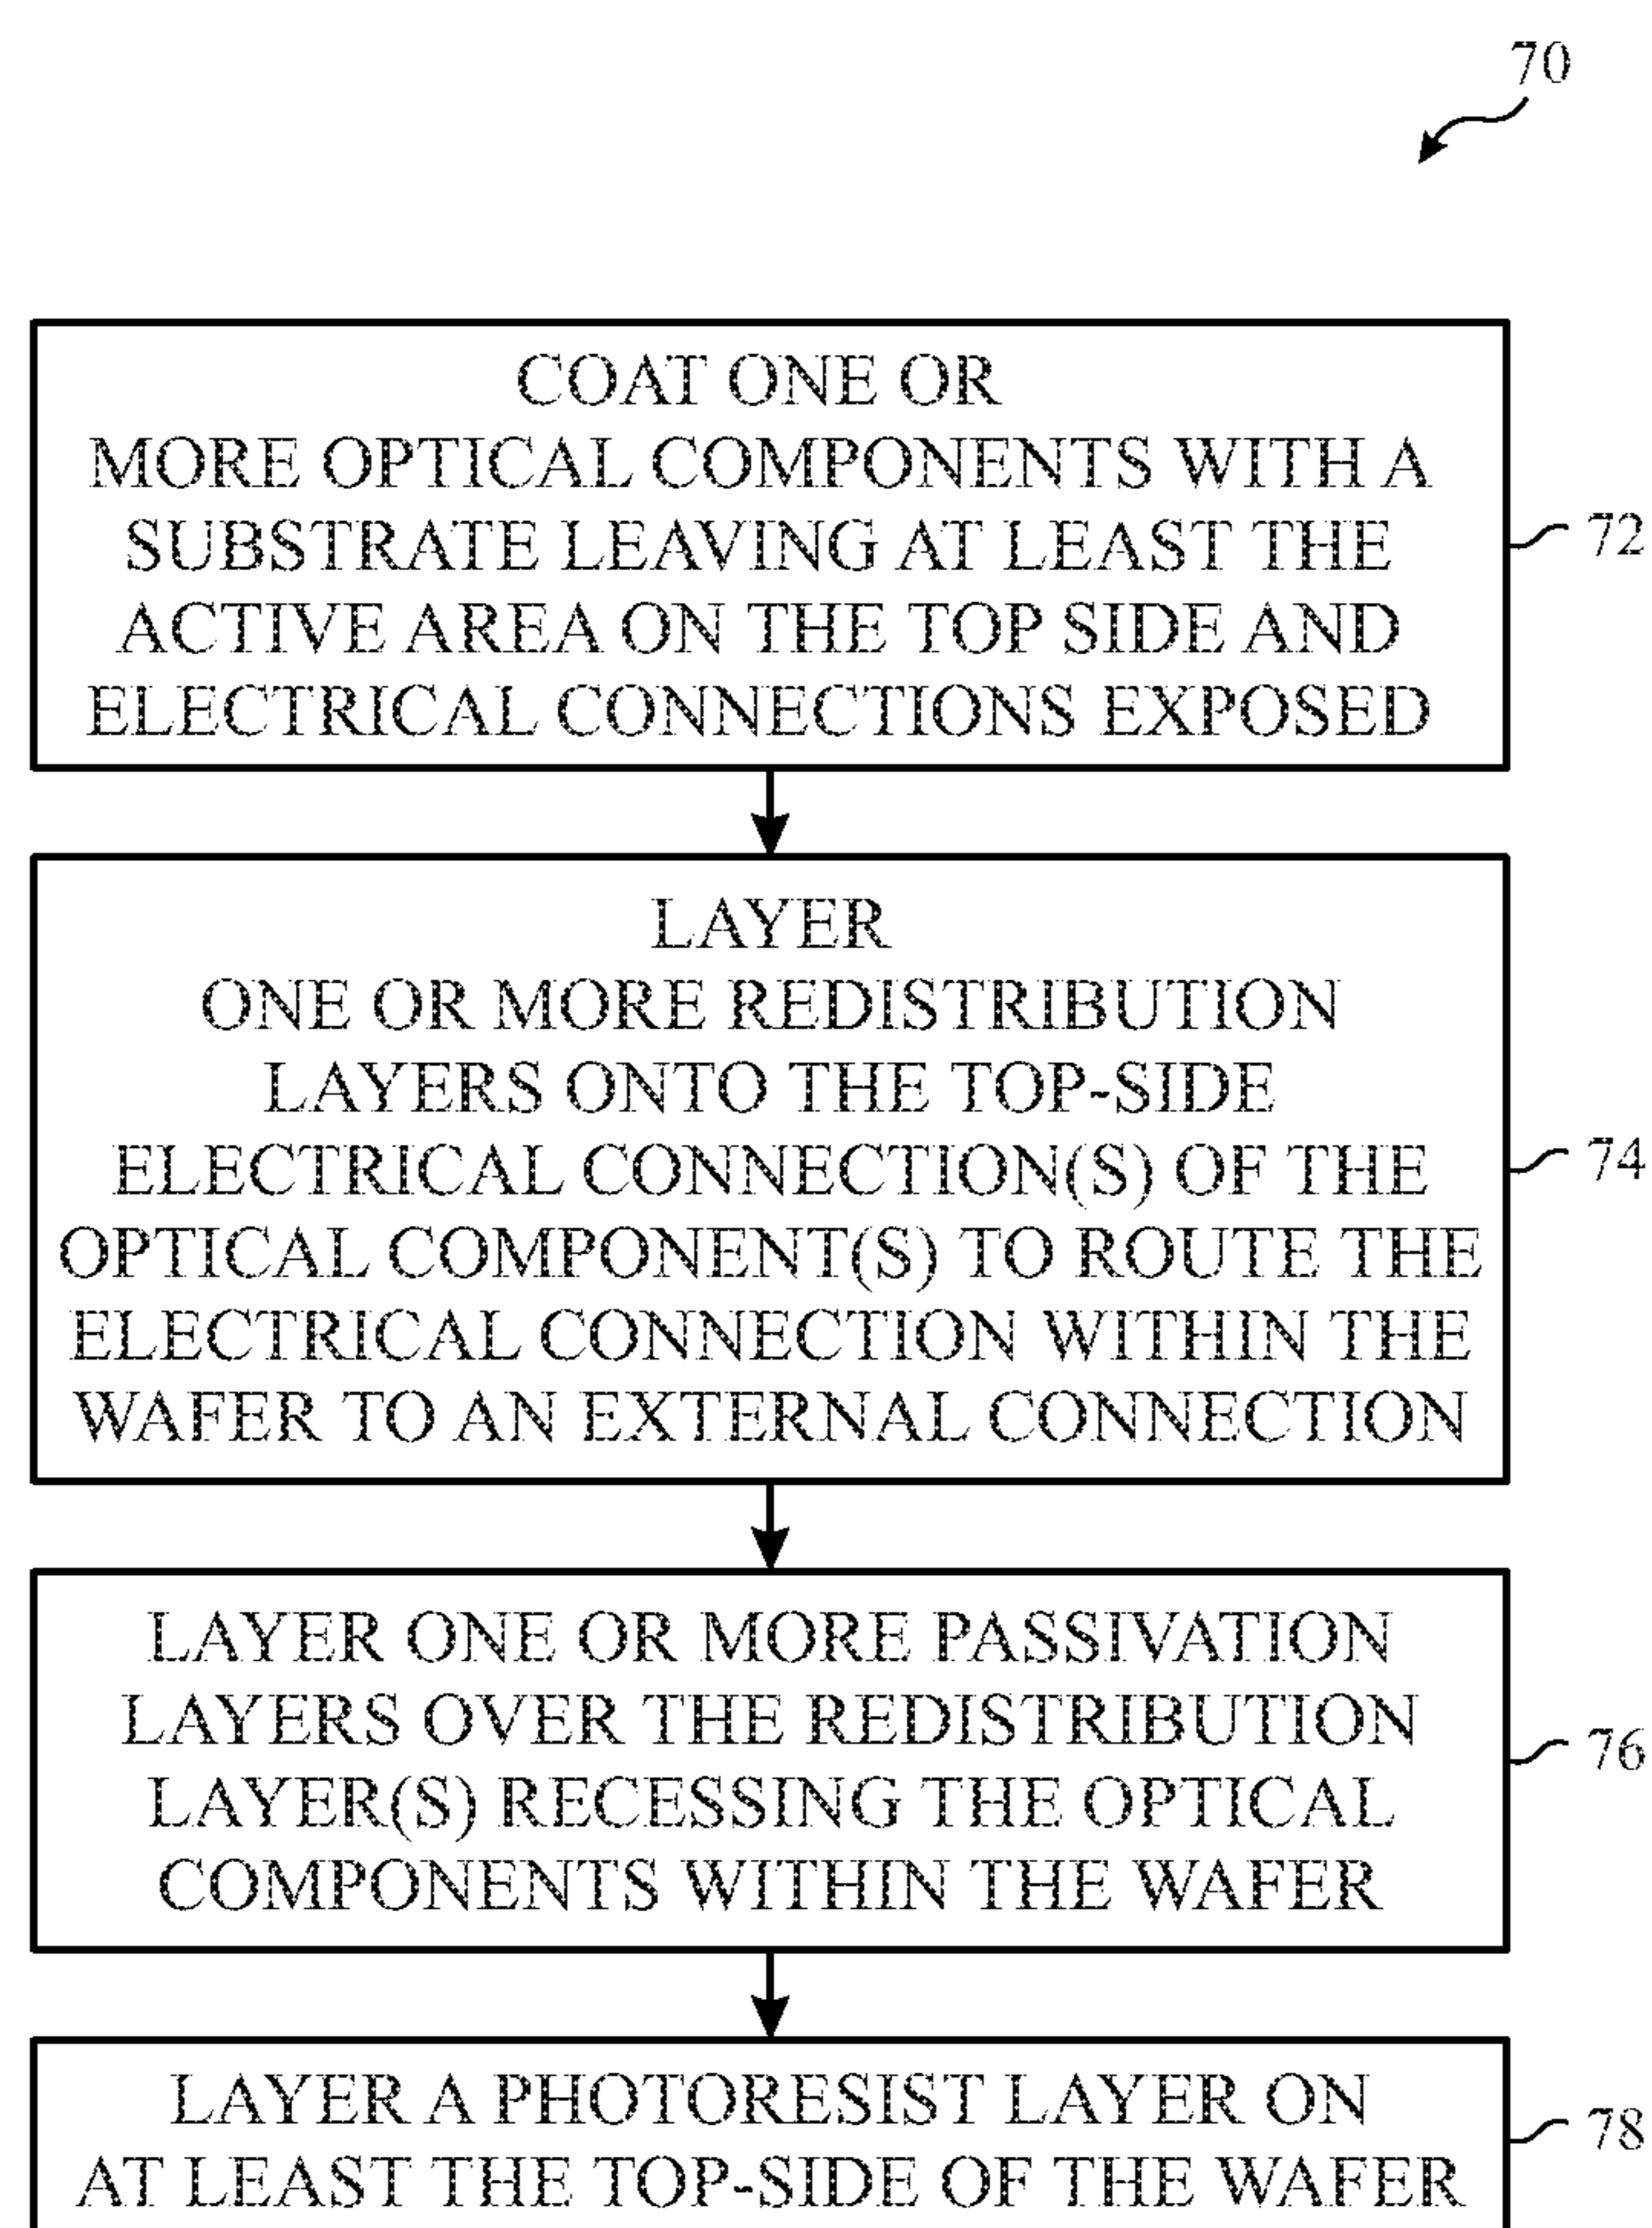 70
COAT ONE OR
MORE OPTICAL COMPONENTS WITH A
SUBSTRATE LEAVING AT LEAST THE
ACTIVE AREA ON THE TOP SIDE AND
ELECTRICAL CONNECTIONS EXPOSED
72
LAYER
ONE OR MORE REDISTRIBUTION
LAYERS ONTO THE TOP-SIDE
ELECTRICAL CONNECTION(S) OF THE
OPTICAL COMPONENT(S) TO ROUTE THE
ELECTRICAL CONNECTION WITHIN THE
WAFER TO AN EXTERNAL CONNECTION
74
LAYER ONE OR MORE PASSIVATION
LAYERS OVER THE REDISTRIBUTION
LAYER(S) RECESSING THE OPTICAL
COMPONENTS WITHIN THE WAFER
76
LAYER A PHOTORESIST LAYER ON
AT LEAST THE TOP-SIDE OF THE WAFER
78